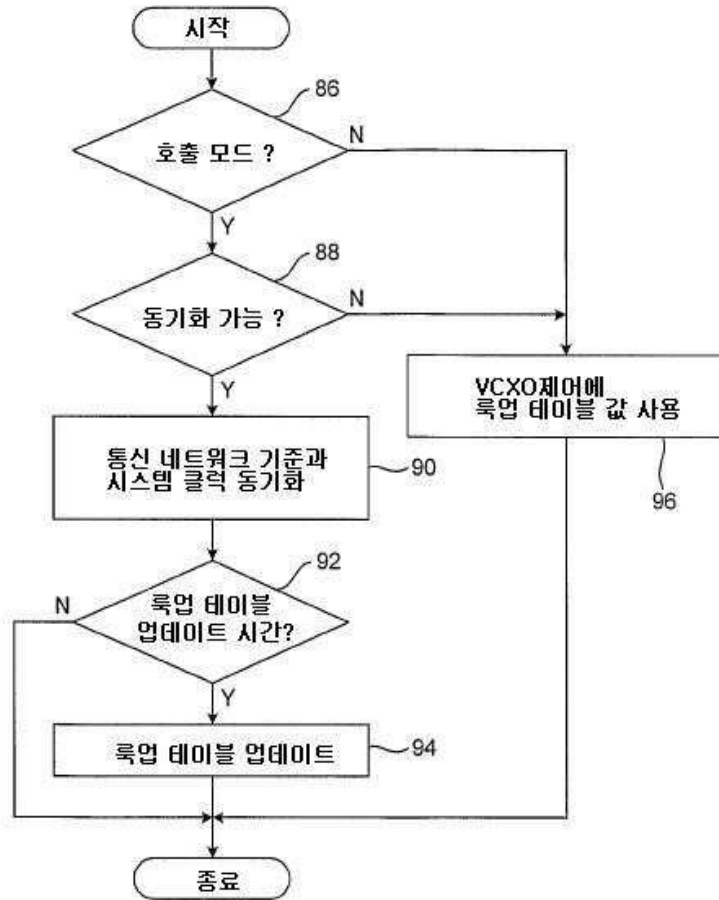 시작
86
호출 모드 ?
N
Y
88
동기화 가능 ?
N
Y
VCXO제어에
룩업 테이블 값 사용
96
통신 네트워크 기준과
시스템 클럭 동기화
90
92
N
룩업 테이블
업데이트 시간?
Y
룩업 테이블 업데이트
94
종료